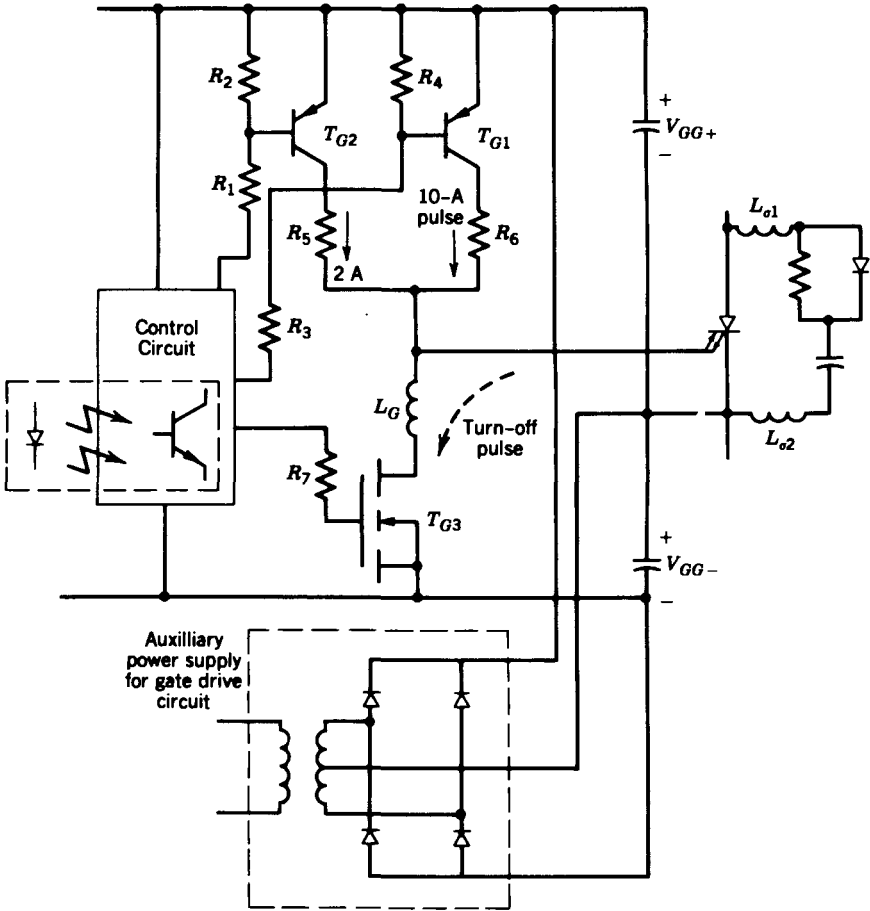 R2
R4
TG2
TG1
+
VGG+
−
R1
10-A
pulse
R5
R6
2 A
Lσ1
Control
Circuit
R3
LG
Turn-off
pulse
Lσ2
R7
TG3
+
VGG−
−
Auxilliary
power supply
for gate drive
circuit